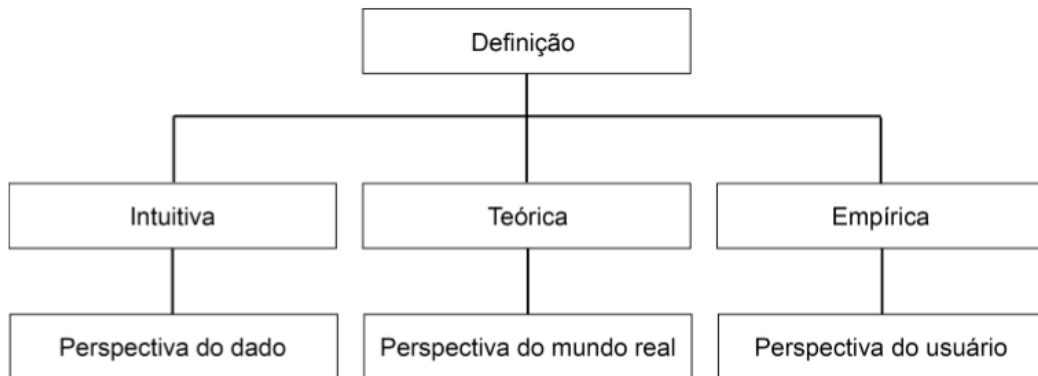 Definição
Intuitiva
Teórica
Empírica
Perspectiva do dado
Perspectiva do mundo real
Perspectiva do usuário